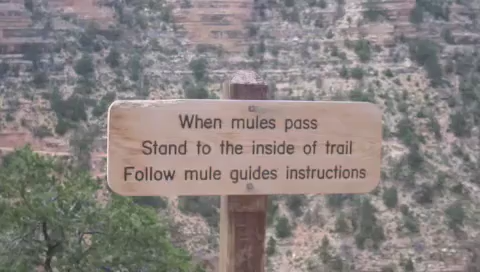 When mules pass
Stand to the inside of trail
Follow mule guides instructions